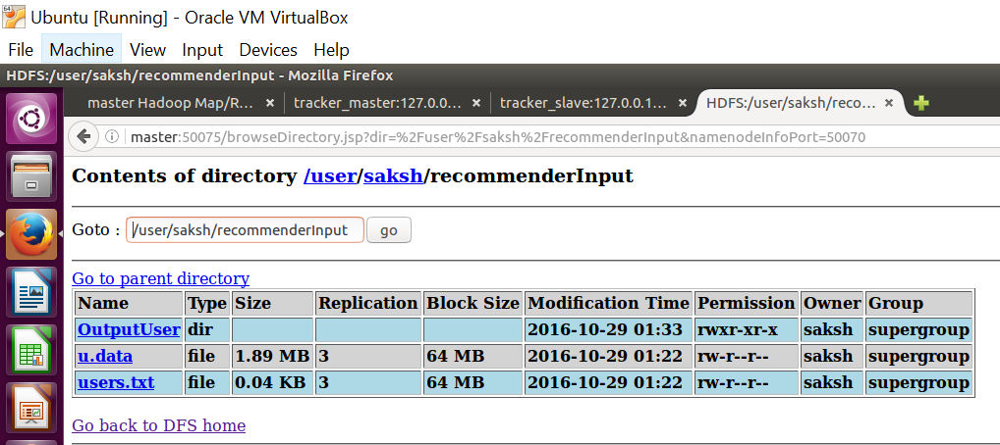 Ubuntu [Running] - Oracle VM VirtualBox
File Machine View Input Devices Help
HDFS:/user/saksh/recommenderInput - Mozilla Firefox
master Hadoop Map/R... × tracker_master:127.0.0... × tracker_slave:127.0.0.1... × HDFS:/user/saksh/reco... ×
master:50075/browseDirectory.jsp?dir=%2Fuser%2Fsaksh%2FrecommenderInput&namenodeInfoPort=50070
Contents of directory /user/saksh/recommenderInput
Goto : /user/saksh/recommenderInput go
Go to parent directory
Name Type Size Replication Block Size Modification Time Permission Owner Group
OutputUser dir 2016-10-29 01:33 rwxr-xr-x saksh supergroup
u.data file 1.89 MB 3 64 MB 2016-10-29 01:22 rw-r--r-- saksh supergroup
users.txt file 0.04 KB 3 64 MB 2016-10-29 01:22 rw-r--r-- saksh supergroup
Go back to DFS home